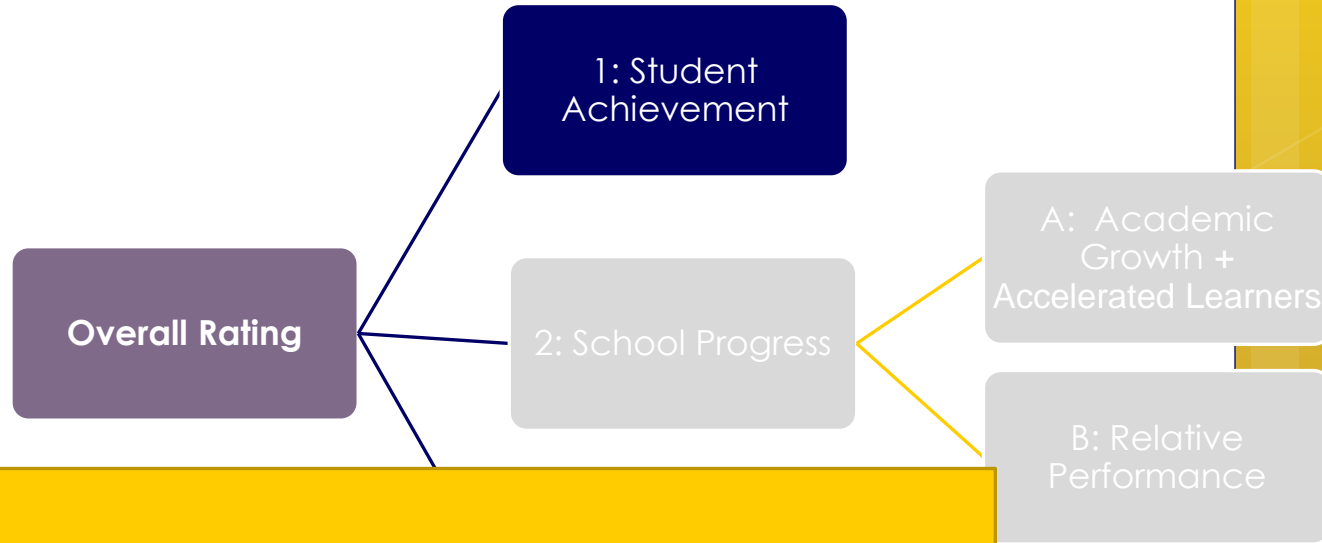 1: Student
Achievement
Overall Rating
2: School Progress
A: Academic
Growth +
Accelerated Learners
B: Relative
Performance